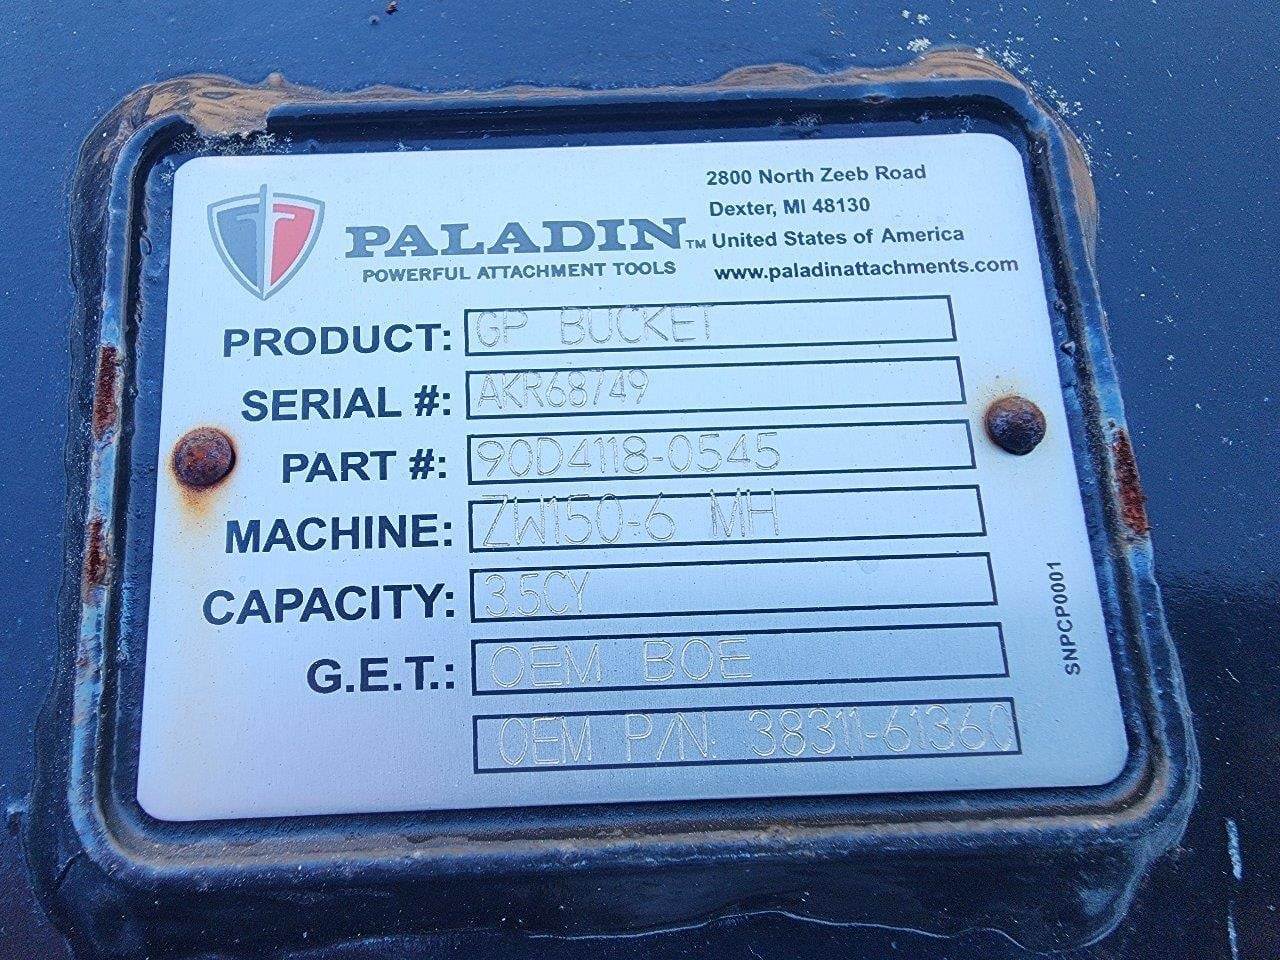 PALADIN™
POWERFUL ATTACHMENT TOOLS
2800 North Zeeb Road
Dexter, MI 48130
United States of America
www.paladinattachments.com
PRODUCT: GP BUCKET
SERIAL #: AKR68749
PART #: 90D4118-0545
MACHINE: ZW150-6 MH
CAPACITY: 3.5CY
G.E.T.: OEM BOE
OEM P/N: 38311-61360
SNPCP0001